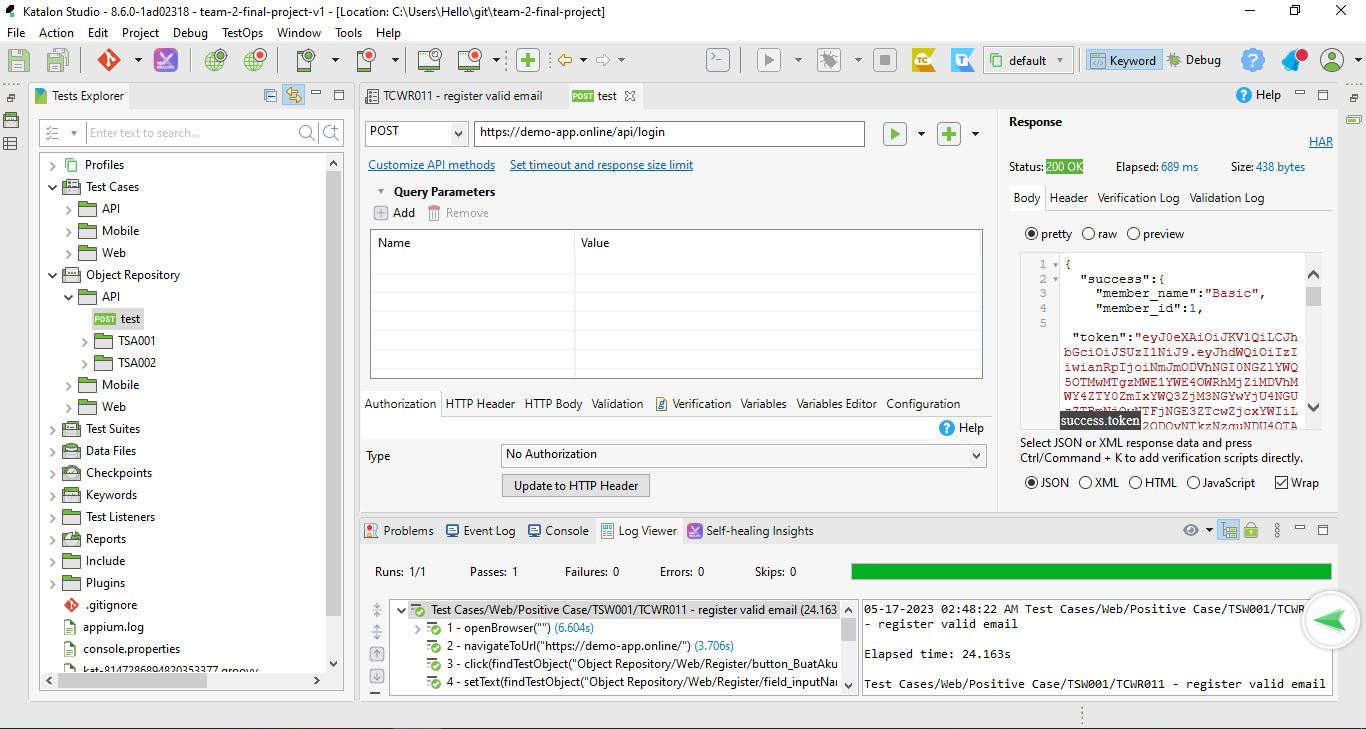 Katalon Studio - 8.6.0-1ad02318 - team-2-final-project-v1 - [Location: C:\Users\Hello\git\team-2-final-project]
File Action Edit Project Debug TestOps Window Tools Help
TC
T
default
Keyword
Debug
Tests Explorer
Enter text to search...
Profiles
Test Cases
API
Mobile
Web
Object Repository
API
POST test
TSA001
TSA002
Mobile
Web
Test Suites
Data Files
Checkpoints
Keywords
Test Listeners
Reports
Include
Plugins
.gitignore
appium.log
console.properties
kat-8147286894820353377.groovy
TCWR011 - register valid email
POST test
Help
POST
https://demo-app.online/api/login
Customize API methods
Set timeout and response size limit
Query Parameters
Add
Remove
Name Value
Authorization HTTP Header HTTP Body Validation Verification Variables Variables Editor Configuration
Help
Type
No Authorization
Update to HTTP Header
Response
HAR
Status: 200 OK Elapsed: 689 ms Size: 438 bytes
Body Header Verification Log Validation Log
pretty raw preview
1 {
2 "success":{
3 "member_name":"Basic",
4 "member_id":1,
5
"token":"eyJ0eXAiOiJKV1QiLCJh
bGciOiJSUzI1NiJ9.eyJhdWQiOiIzI
iwianRpIjoiNmJmODVhNGI0NGZlYWQ
5OTMwMTgzMWE1YWE4OWRhMjZiMDVhM
WY4ZTY0ZmIxYWQ3ZjM3NGYwYjU4NGU
success.token
Select JSON or XML response data and press
Ctrl/Command + K to add verification scripts directly.
JSON XML HTML JavaScript Wrap
Problems Event Log Console Log Viewer Self-healing Insights
Runs: 1/1 Passes: 1 Failures: 0 Errors: 0 Skips: 0
Test Cases/Web/Positive Case/TSW001/TCWR011 - register valid email (24.163
1 - openBrowser("") (6.604s)
2 - navigateToUrl("https://demo-app.online/") (3.706s)
3 - click(findTestObject("Object Repository/Web/Register/button_BuatAku
4 - setText(findTestObject("Object Repository/Web/Register/field_inputNa
05-17-2023 02:48:22 AM Test Cases/Web/Positive Case/TSW001/TCWR
- register valid email
Elapsed time: 24.163s
Test Cases/Web/Positive Case/TSW001/TCWR011 - register valid email